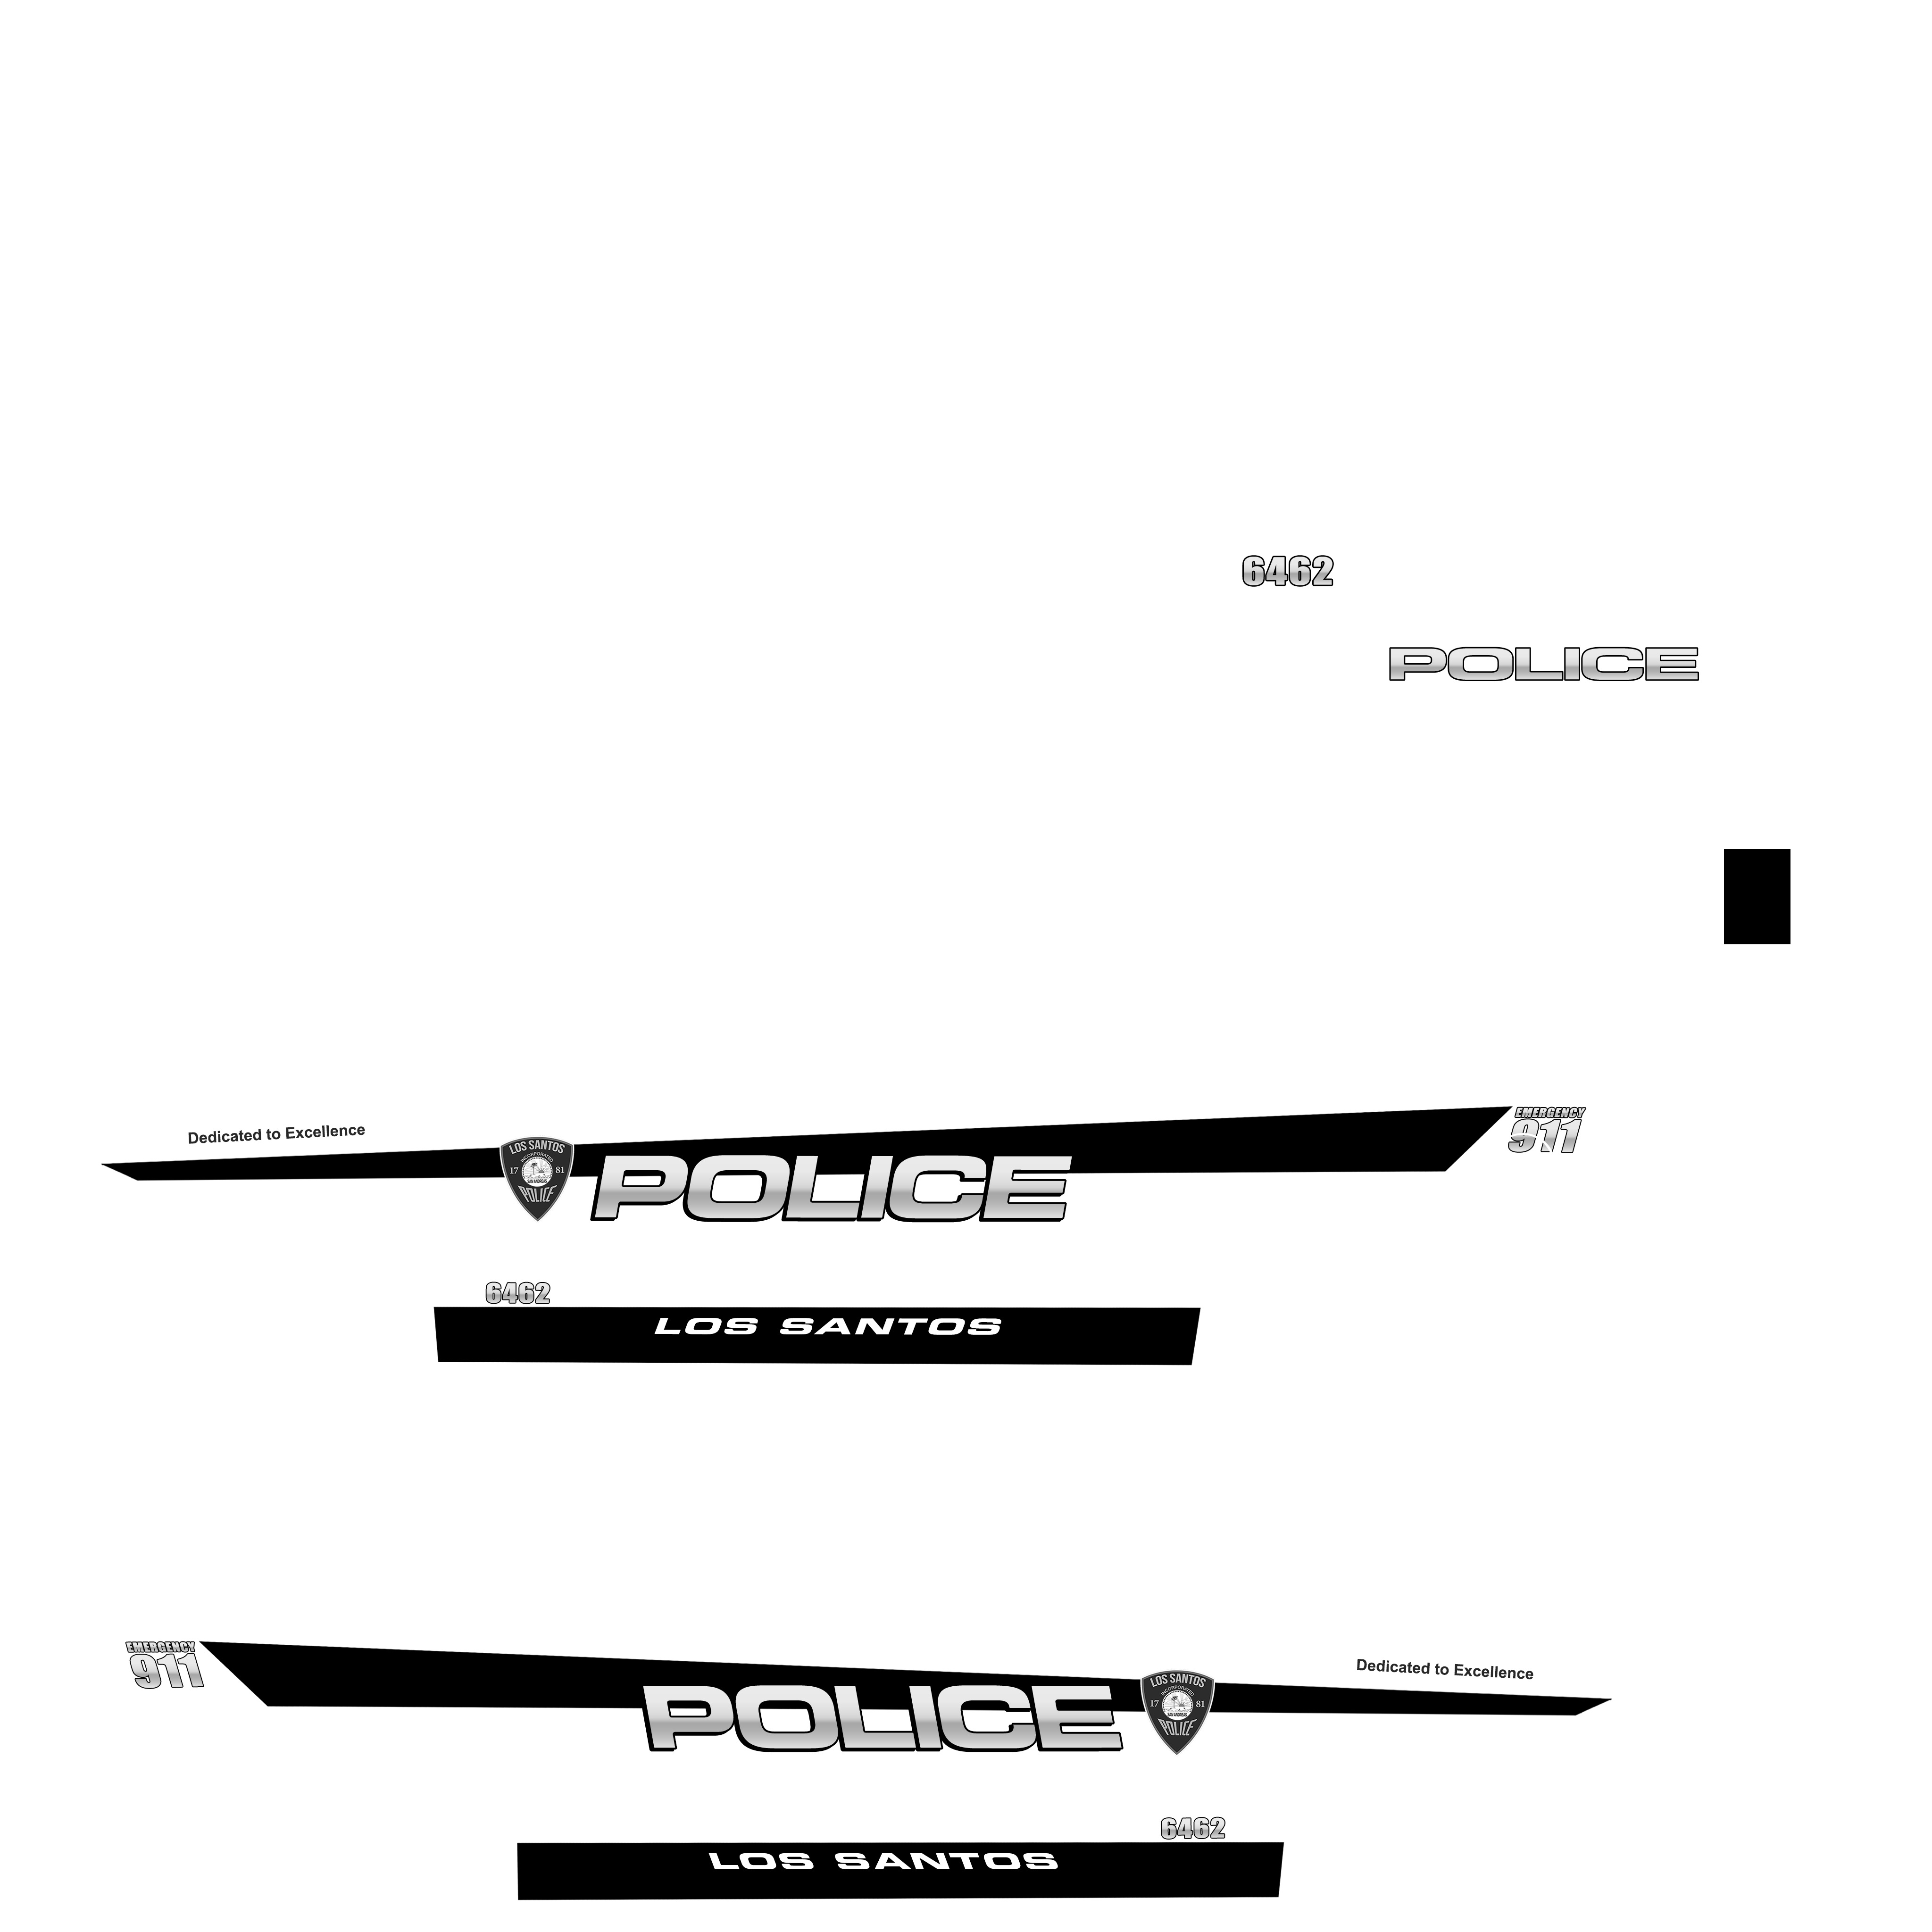 6462
POLICE
Dedicated to Excellence
LOS SANTOS
INCORPORATED
17 81
SAN ANDREAS
POLICE
POLICE
EMERGENCY
911
6462
LOS SANTOS
EMERGENCY
911
POLICE
LOS SANTOS
INCORPORATED
17 81
SAN ANDREAS
POLICE
Dedicated to Excellence
6462
LOS SANTOS